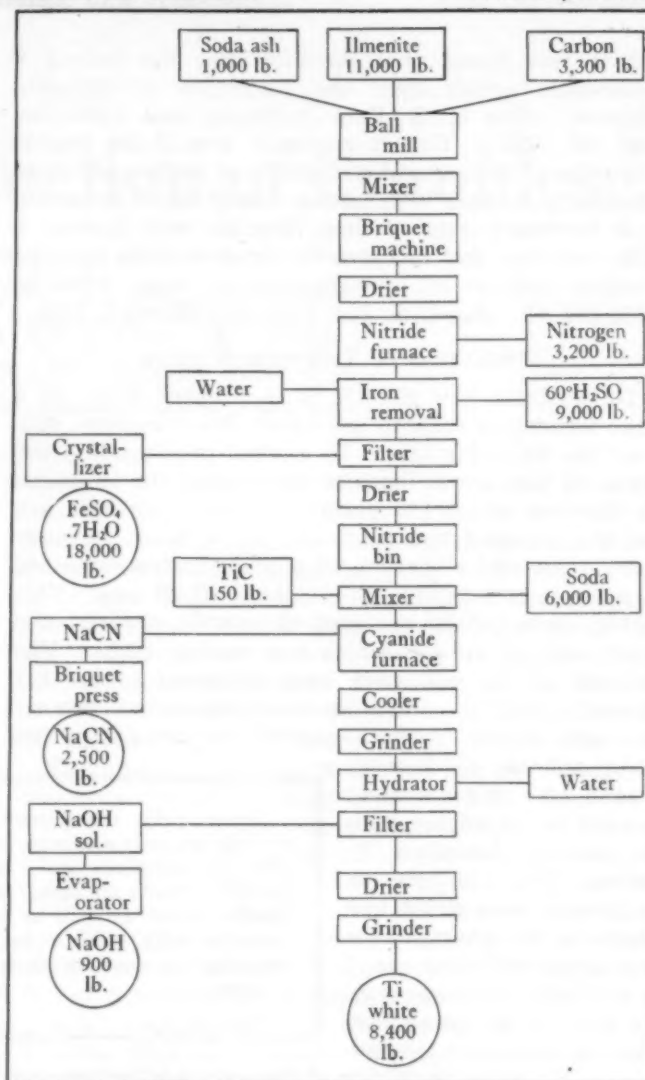 Soda ash
1,000 lb.
Ilmenite
11,000 lb.
Carbon
3,300 lb.
Ball
mill
Mixer
Briquet
machine
Drier
Nitride
furnace
Nitrogen
3,200 lb.
Water
Iron
removal
60°H₂SO
9,000 lb.
Crystal-
lizer
Filter
FeSO₄
.7H₂O
18,000
lb.
Drier
Nitride
bin
TiC
150 lb.
Mixer
Soda
6,000 lb.
NaCN
Cyanide
furnace
Briquet
press
Cooler
NaCN
2,500
lb.
Grinder
Hydrator
Water
NaOH
sol.
Filter
Evap-
orator
Drier
NaOH
900
lb.
Grinder
Ti
white
8,400
lb.